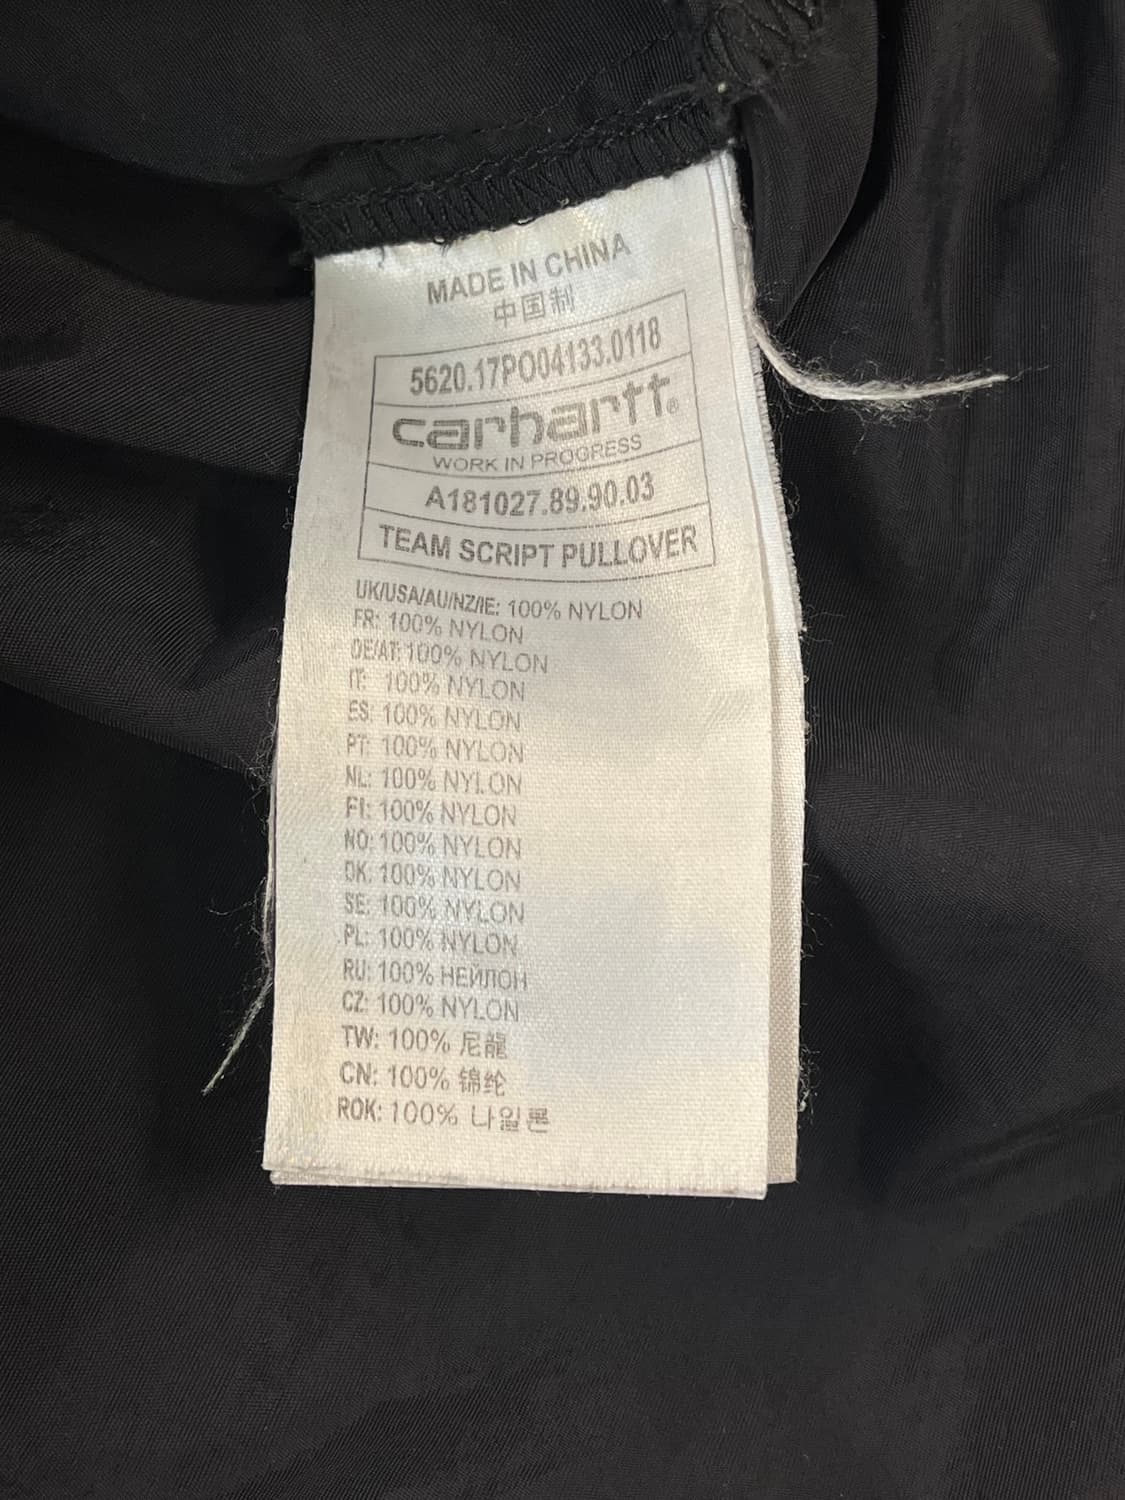 MADE IN CHINA
中国制
5620.17PO04133.0118
carhartt®
WORK IN PROGRESS
A181027.89.90.03
TEAM SCRIPT PULLOVER
UK/USA/AU/NZ/IE: 100% NYLON
FR: 100% NYLON
DE/AT: 100% NYLON
IT: 100% NYLON
ES: 100% NYLON
PT: 100% NYLON
NL: 100% NYLON
FI: 100% NYLON
NO: 100% NYLON
DK: 100% NYLON
SE: 100% NYLON
PL: 100% NYLON
RU: 100% НЕЙЛОН
CZ: 100% NYLON
TW: 100% 尼龍
CN: 100% 锦纶
ROK: 100% 나일론